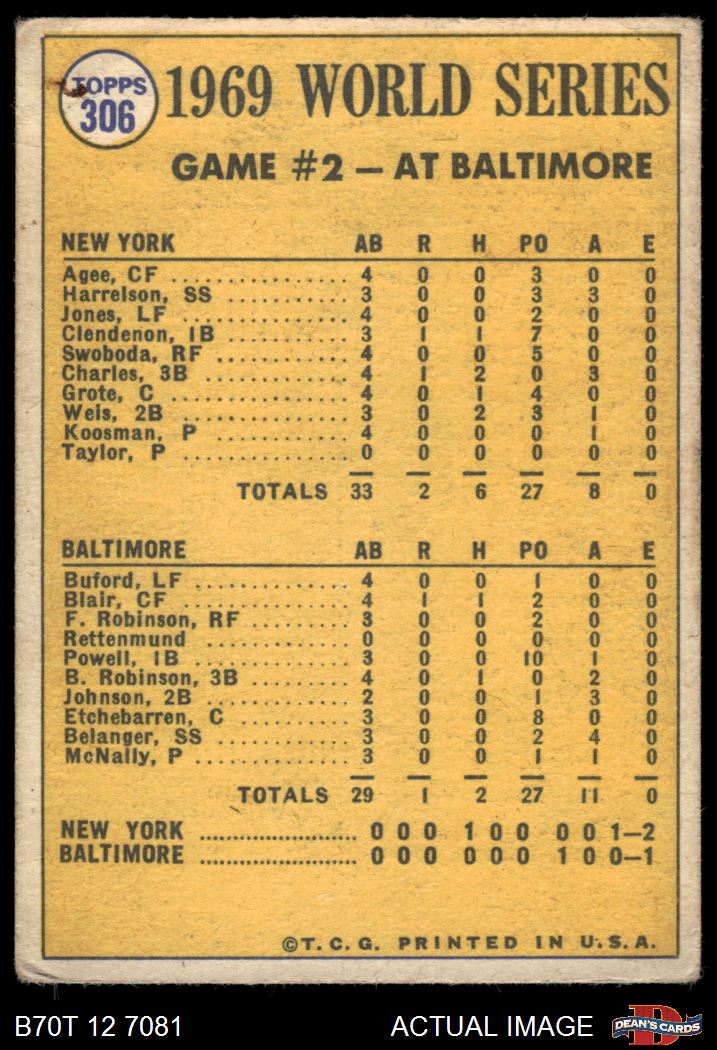 TOPPS
306
1969 WORLD SERIES
GAME #2 — AT BALTIMORE
NEW YORK AB R H PO A E
Agee, CF ................ 4 0 0 3 0 0
Harrelson, SS ........... 3 0 0 3 3 0
Jones, LF ............... 4 0 0 2 0 0
Clendenon, 1B ........... 3 1 1 7 0 0
Swoboda, RF ............ 4 0 0 5 0 0
Charles, 3B ............. 4 1 2 0 3 0
Grote, C ................ 4 0 1 4 0 0
Weis, 2B ............... 3 0 2 3 1 0
Koosman, P ............. 4 0 0 0 1 0
Taylor, P ............... 0 0 0 0 0 0
TOTALS 33 2 6 27 8 0
BALTIMORE AB R H PO A E
Buford, LF .............. 4 0 0 1 0 0
Blair, CF ............... 4 1 1 2 0 0
F. Robinson, RF ......... 3 0 0 2 0 0
Rettenmund ............. 0 0 0 0 0 0
Powell, 1B .............. 3 0 0 10 1 0
B. Robinson, 3B ......... 4 0 1 0 2 0
Johnson, 2B ............. 2 0 0 1 3 0
Etchebarren, C .......... 3 0 0 8 0 0
Belanger, SS ............ 3 0 0 2 4 0
McNally, P .............. 3 0 0 1 1 0
TOTALS 29 1 2 27 11 0
NEW YORK ........................ 0 0 0 1 0 0 0 0 1—2
BALTIMORE ........................ 0 0 0 0 0 0 1 0 0—1
©T. C. G. PRINTED IN U.S.A.
B70T 12 7081 ACTUAL IMAGE
D
DEAN'S CARDS